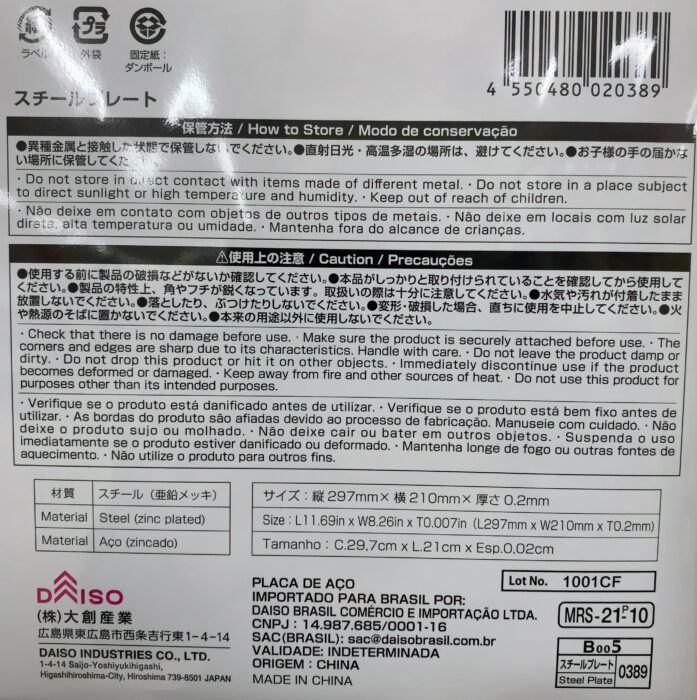 ラベル
外袋
固定紙:
ダンボール
4 550480 020389
スチールプレート
保管方法 / How to Store / Modo de conservação
●異種金属と接触した状態で保管しないでください。●直射日光・高温多湿の場所は、避けてください。●お子様の手の届かな
い場所に保管してください。
· Do not store in direct contact with items made of different metal. · Do not store in a place subject
to direct sunlight or high temperature and humidity. · Keep out of reach of children.
· Não deixe em contato com objetos de outros tipos de metais. · Não deixe em locais com luz solar
direta, alta temperatura ou umidade. · Mantenha fora do alcance de crianças.
⚠使用上の注意 / Caution / Precauções
●使用する前に製品の破損などがないか確認してください。●本品がしっかりと取り付けられていることを確認してから使用して
ください。●製品の特性上、角やフチが鋭くなっています。取扱いの際は十分に注意してください。●水気や汚れが付着したまま
放置しないでください。●落としたり、ぶつけたりしないでください。●変形・破損した場合、直ちに使用を中止してください。●火
や熱源のそばに置かないでください。●本来の用途以外に使用しないでください。
· Check that there is no damage before use. · Make sure the product is securely attached before use. · The
corners and edges are sharp due to its characteristics. Handle with care. · Do not leave the product damp or
dirty. · Do not drop this product or hit it on other objects. · Immediately discontinue use if the product
becomes deformed or damaged. · Keep away from fire and other sources of heat. · Do not use this product for
purposes other than its intended purposes.
· Verifique se o produto está danificado antes de utilizar. · Verifique se o produto está bem fixo antes de
utilizar. · As bordas do produto são afiadas devido ao processo de fabricação. Manuseie com cuidado. · Não
deixe o produto sujo ou molhado. · Não deixe cair ou bater em outros objetos. · Suspenda o uso
imediatamente se o produto estiver danificado ou deformado. · Mantenha longe de fogo ou outras fontes de
aquecimento. · Não utilize o produto para outros fins.
材質 スチール（亜鉛メッキ）
Material Steel (zinc plated)
Material Aço (zincado)
サイズ：縦297mm×横210mm×厚さ0.2mm
Size : L11.69in x W8.26in x T0.007in (L297mm x W210mm x T0.2mm)
Tamanho : C.29,7cm x L.21cm x Esp.0,02cm
DAISO
(株)大創産業
広島県東広島市西条吉行東1-4-14
DAISO INDUSTRIES CO., LTD.
1-4-14 Saijo-Yoshiyukihigashi,
Higashihiroshima-City, Hiroshima 739-8501 JAPAN
PLACA DE AÇO
IMPORTADO PARA BRASIL POR:
DAISO BRASIL COMÉRCIO E IMPORTAÇÃO LTDA.
CNPJ : 14.987.685/0001-16
SAC(BRASIL): sac@daisobrasil.com.br
VALIDADE: INDETERMINADA
ORIGEM : CHINA
MADE IN CHINA
Lot No. 1001CF
MRS-21-P-10
B005
スチールプレート
Steel Plate
0389